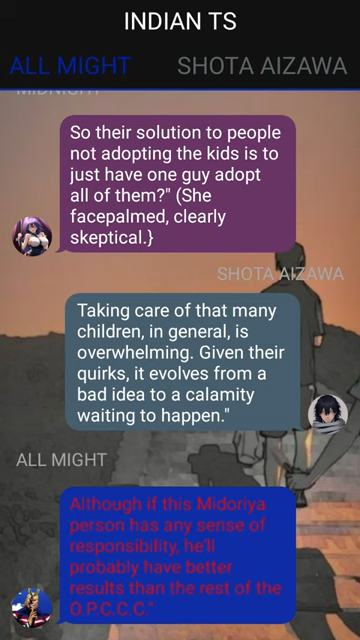 INDIAN TS
ALL MIGHT
SHOTA AIZAWA
MIDNIGHT
So their solution to people
not adopting the kids is to
just have one guy adopt
all of them?" (She
facepalmed, clearly
skeptical.}
SHOTA AIZAWA
Taking care of that many
children, in general, is
overwhelming. Given their
quirks, it evolves from a
bad idea to a calamity
waiting to happen."
ALL MIGHT
Although if this Midoriya
person has any sense of
responsibility, he'll
probably have better
results than the rest of the
O.P.C.C.C."